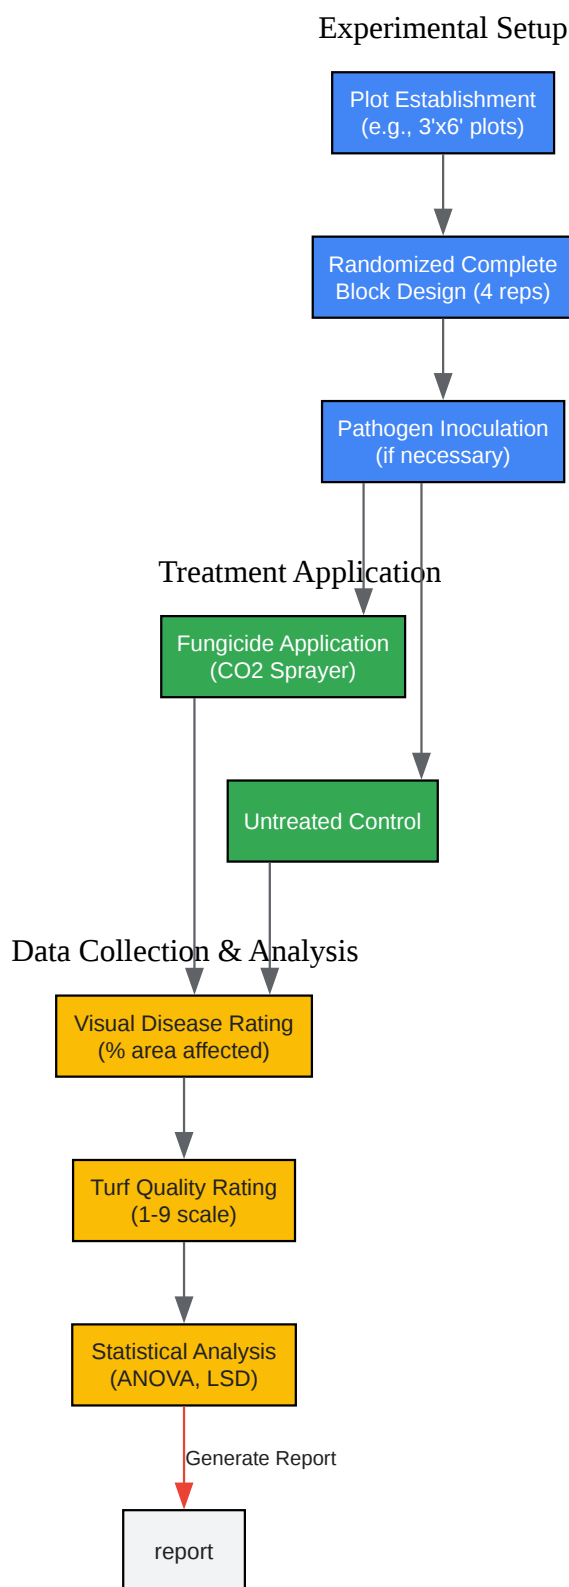 Experimental Setup
Plot Establishment
(e.g., 3'x6' plots)
Randomized Complete
Block Design (4 reps)
Pathogen Inoculation
(if necessary)
Treatment Application
Fungicide Application
(CO2 Sprayer)
Untreated Control
Data Collection & Analysis
Visual Disease Rating
(% area affected)
Turf Quality Rating
(1-9 scale)
Statistical Analysis
(ANOVA, LSD)
Generate Report
report